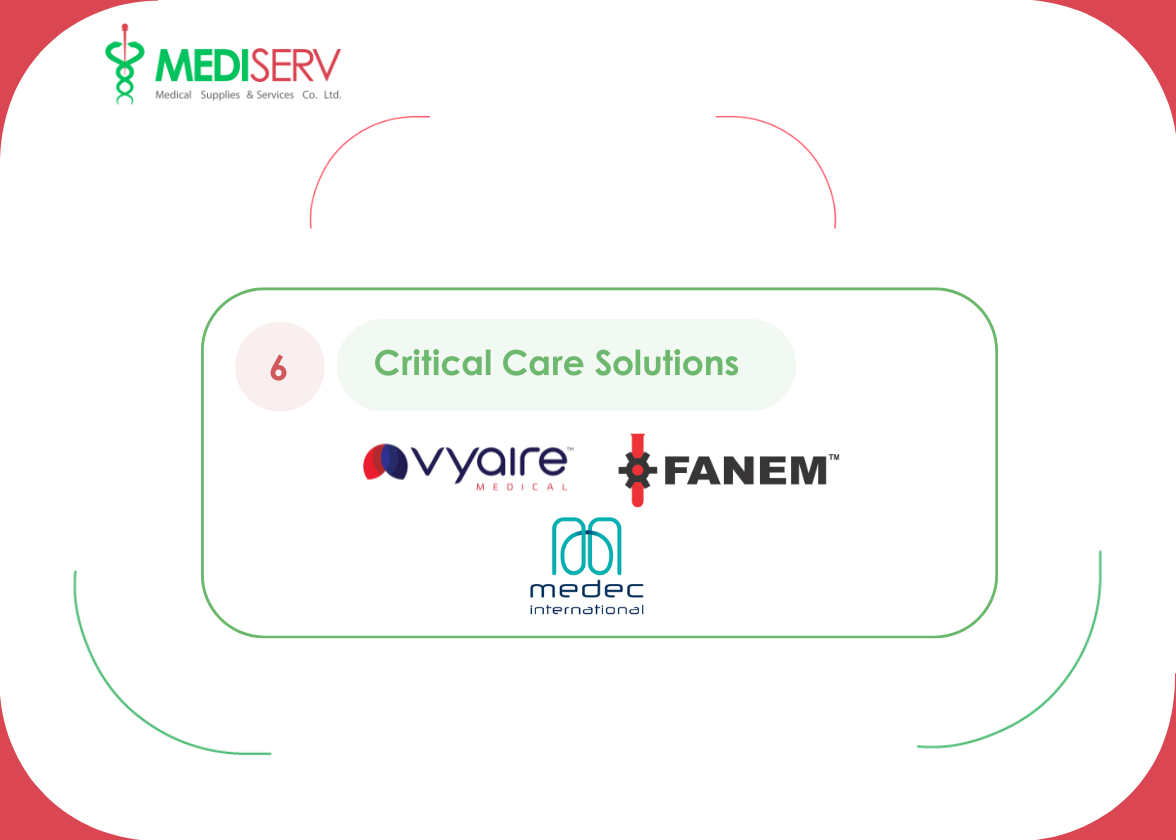 MEDISERV
Medical Supplies & Services Co. Ltd.
6
Critical Care Solutions
vyaire™
MEDICAL
FANEM™
medec
international